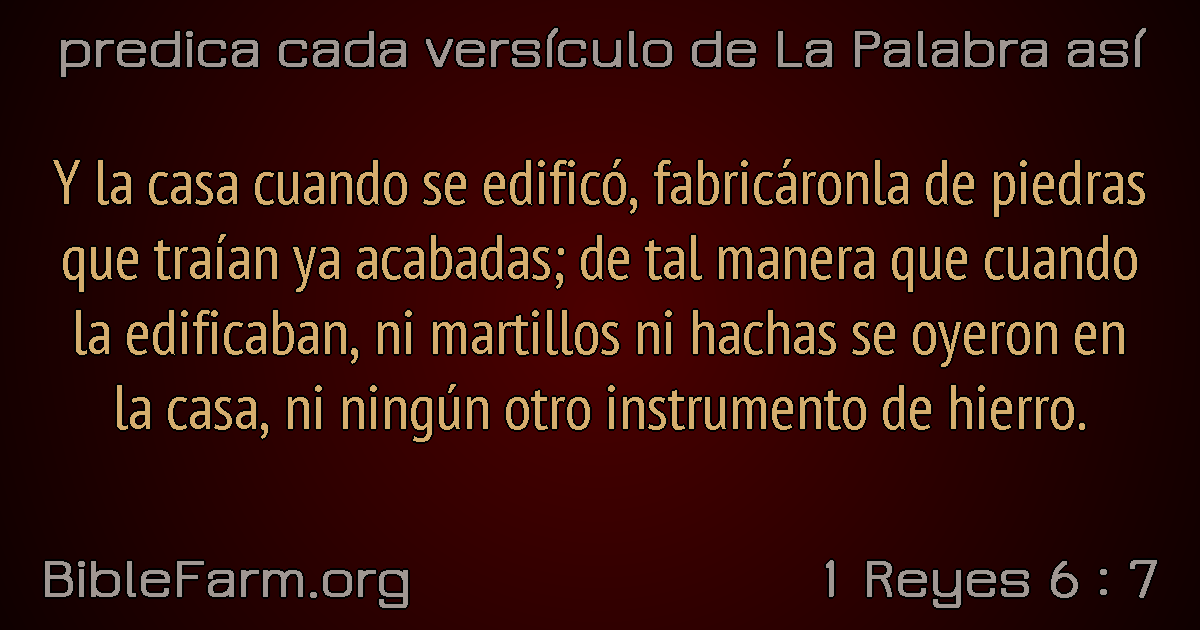 predica cada versículo de La Palabra así
Y la casa cuando se edificó, fabricáronla de piedras
que traían ya acabadas; de tal manera que cuando
la edificaban, ni martillos ni hachas se oyeron en
la casa, ni ningún otro instrumento de hierro.
BibleFarm.org
1 Reyes 6 : 7